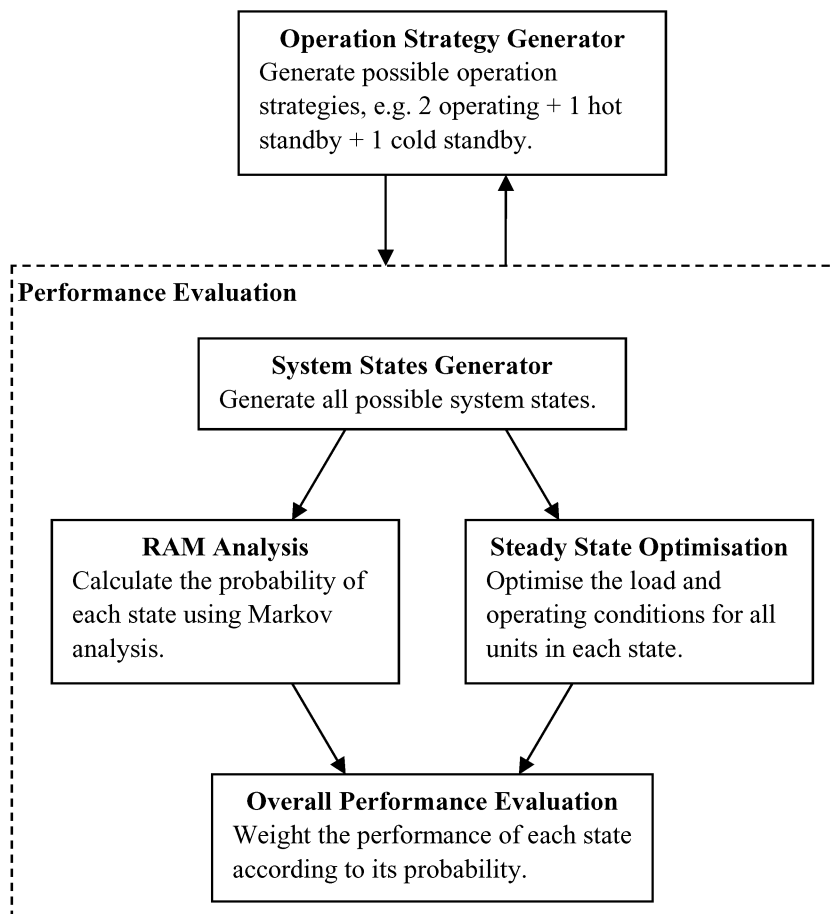 Operation Strategy Generator
Generate possible operation
strategies, e.g. 2 operating + 1 hot
standby + 1 cold standby.
Performance Evaluation
System States Generator
Generate all possible system states.
RAM Analysis
Calculate the probability of
each state using Markov
analysis.
Steady State Optimisation
Optimise the load and
operating conditions for all
units in each state.
Overall Performance Evaluation
Weight the performance of each state
according to its probability.